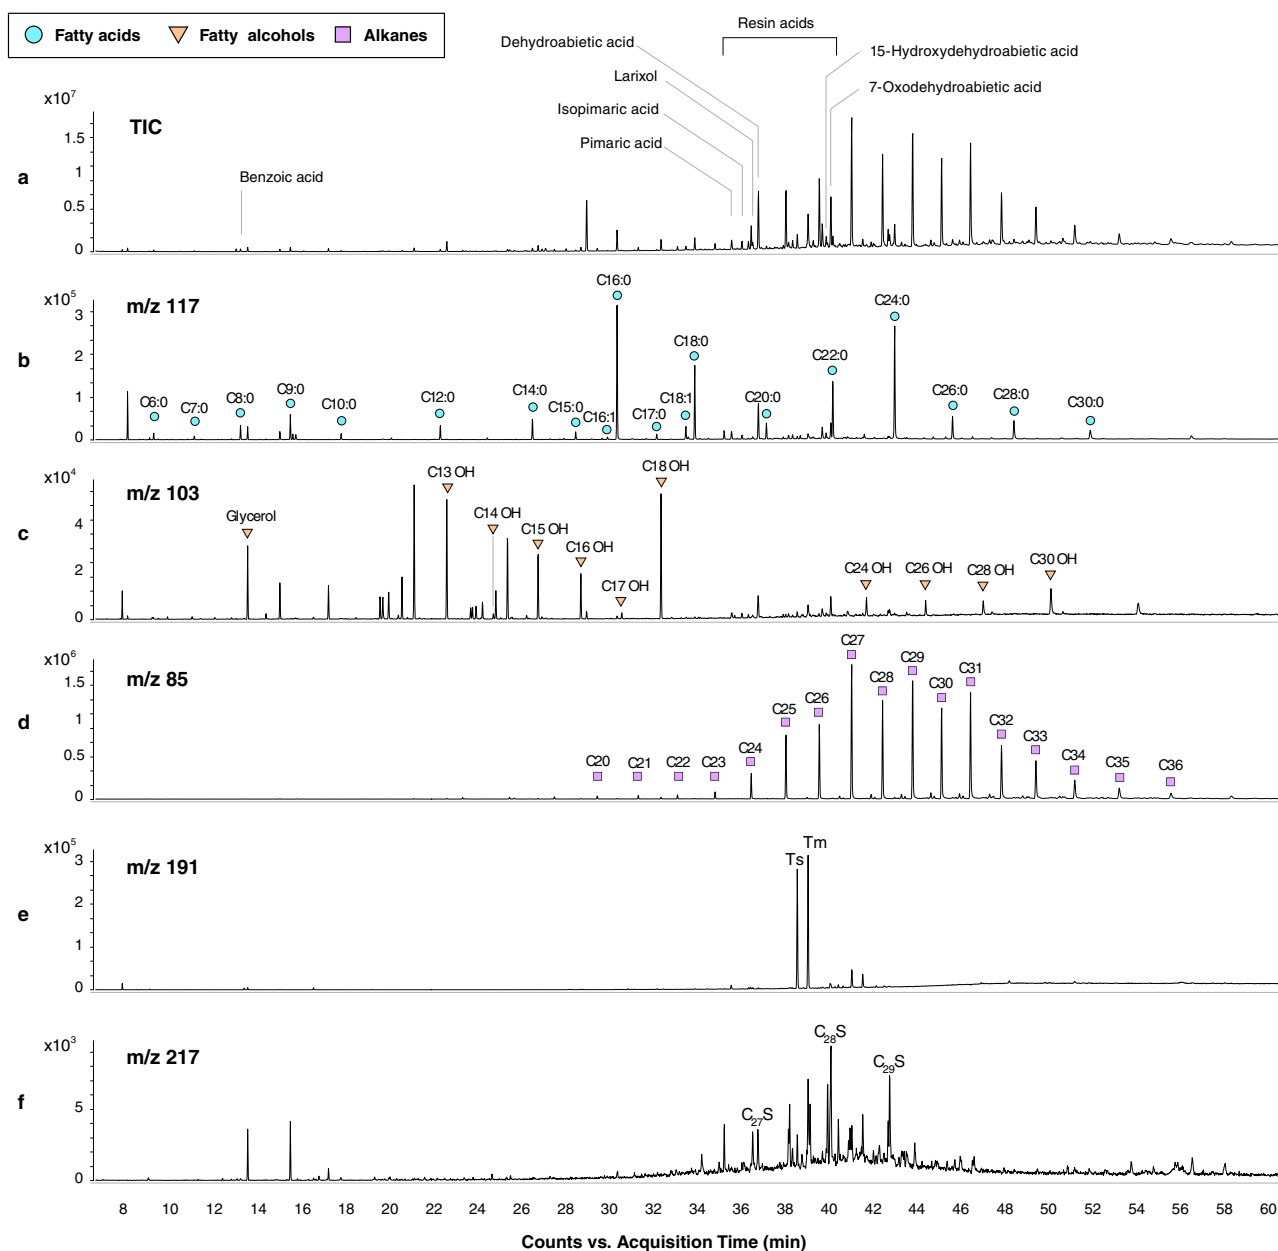 Fatty acids Fatty alcohols Alkanes
Resin acids
Dehydroabietic acid
15-Hydroxydehydroabietic acid
Larixol
7-Oxodehydroabietic acid
Isopimaric acid
Pimaric acid
Benzoic acid
a
x10⁷
TIC
1.5
1
0.5
0
b
x10⁵
m/z 117
3
2
1
0
C6:0 C7:0 C8:0 C9:0 C10:0 C12:0 C14:0 C15:0 C16:1 C16:0 C17:0 C18:1 C18:0 C20:0 C22:0 C24:0 C26:0 C28:0 C30:0
c
x10⁴
m/z 103
4
2
0
Glycerol C13 OH C14 OH C15 OH C16 OH C17 OH C18 OH C24 OH C26 OH C28 OH C30 OH
d
x10⁶
m/z 85
1.5
1
0.5
0
C20 C21 C22 C23 C24 C25 C26 C27 C28 C29 C30 C31 C32 C33 C34 C35 C36
e
x10⁵
m/z 191
3
2
1
0
Ts Tm
f
x10³
m/z 217
5
0
C₂₇S C₂₈S C₂₉S
8 10 12 14 16 18 20 22 24 26 28 30 32 34 36 38 40 42 44 46 48 50 52 54 56 58 60
Counts vs. Acquisition Time (min)